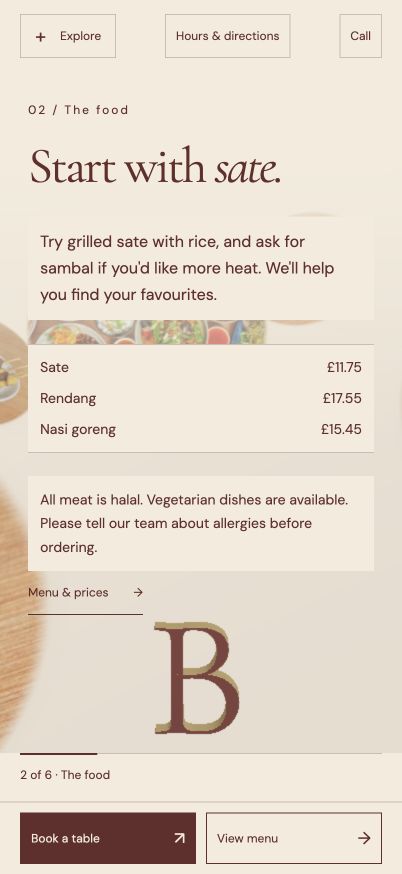 + Explore
Hours & directions
Call
02 / The food
Start with sate.
Try grilled sate with rice, and ask for
sambal if you'd like more heat. We'll help
you find your favourites.
Sate £11.75
Rendang £17.55
Nasi goreng £15.45
All meat is halal. Vegetarian dishes are available.
Please tell our team about allergies before
ordering.
Menu & prices →
B
2 of 6 · The food
Book a table ↗
View menu →